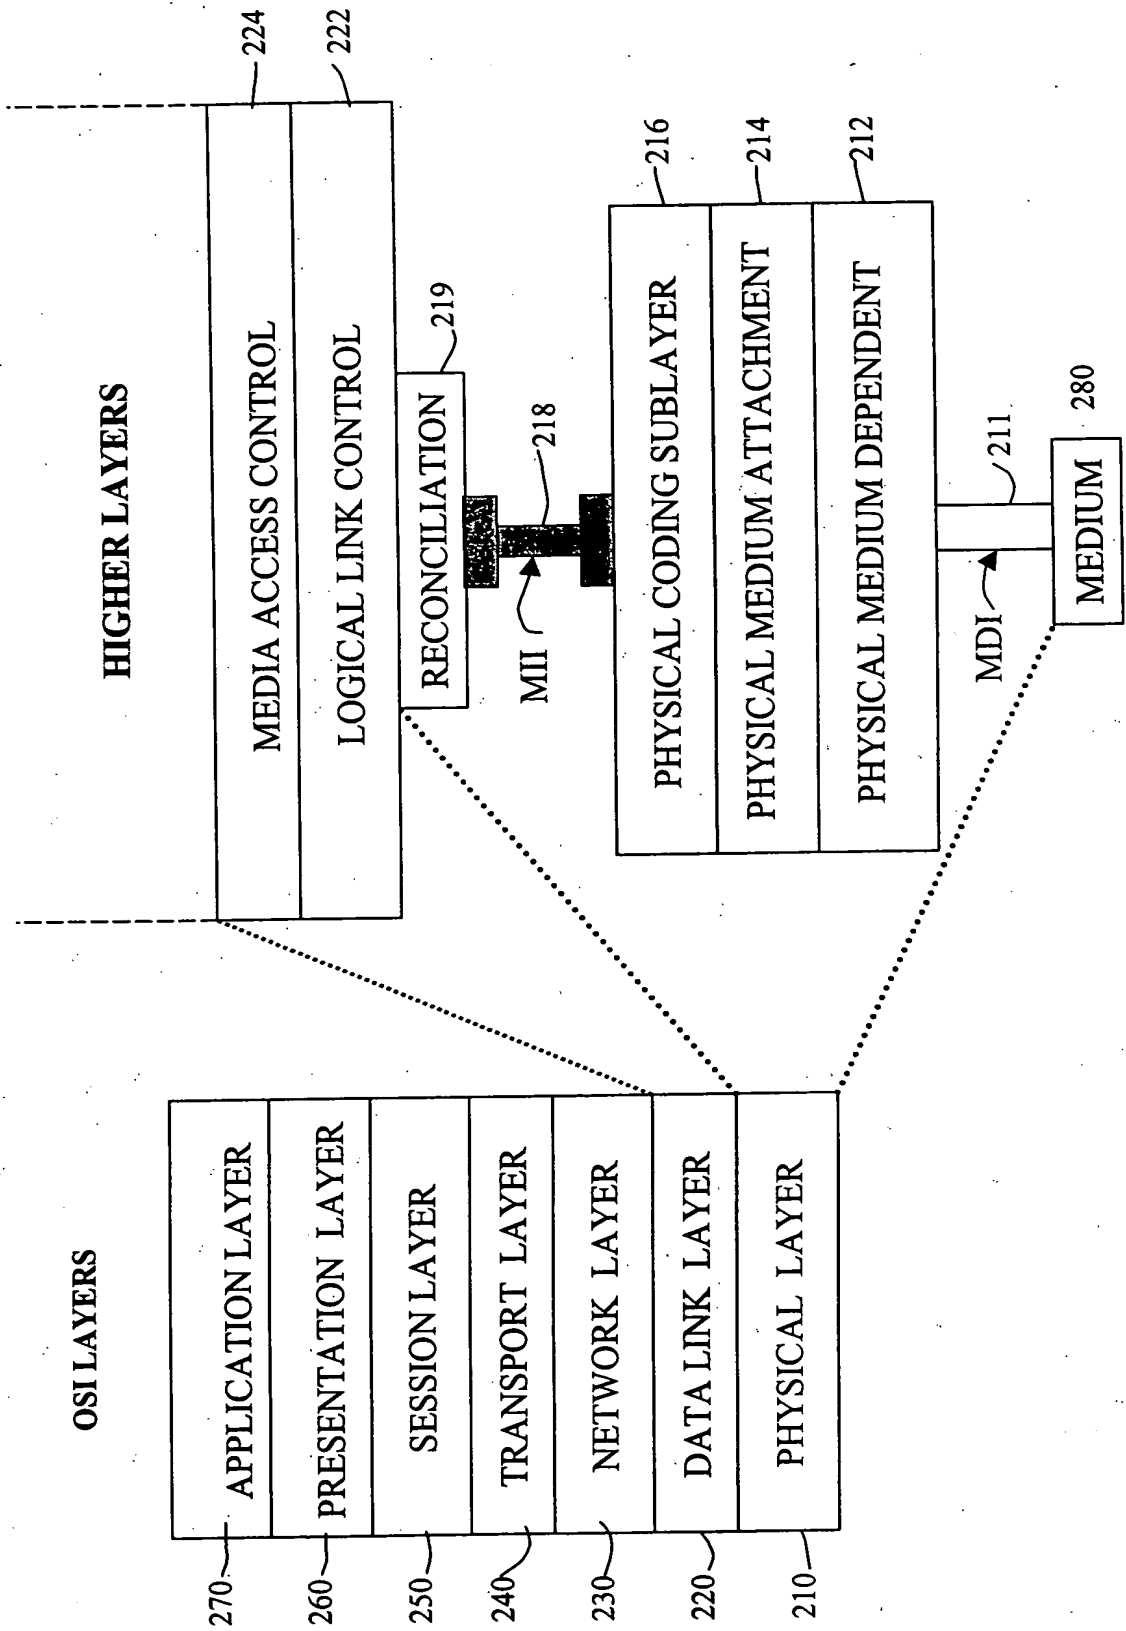 OSI LAYERS
270
APPLICATION LAYER
260
PRESENTATION LAYER
250
SESSION LAYER
240
TRANSPORT LAYER
230
NETWORK LAYER
220
DATA LINK LAYER
210
PHYSICAL LAYER
HIGHER LAYERS
MEDIA ACCESS CONTROL
224
LOGICAL LINK CONTROL
222
RECONCILIATION
219
MII
218
PHYSICAL CODING SUBLAYER
216
PHYSICAL MEDIUM ATTACHMENT
214
PHYSICAL MEDIUM DEPENDENT
212
MDI
211
MEDIUM
280